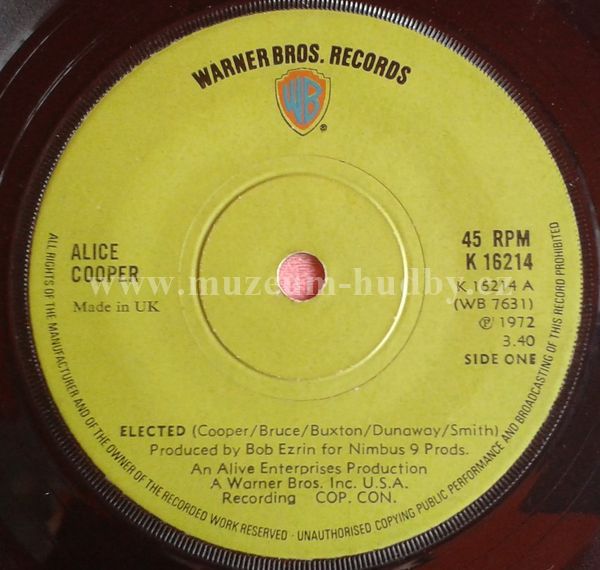 WARNER BROS. RECORDS
WB
®
ALICE
COOPER
Made in UK
45 RPM
K 16214
K 16214 A
(WB 7631)
℗ 1972
3.40
SIDE ONE
www.muzeum-hudby.
ELECTED (Cooper/Bruce/Buxton/Dunaway/Smith)
Produced by Bob Ezrin for Nimbus 9 Prods.
An Alive Enterprises Production
A Warner Bros. Inc. U.S.A.
Recording COP. CON.
ALL RIGHTS OF THE MANUFACTURER AND OF THE OWNER OF THE RECORDED WORK RESERVED · UNAUTHORISED COPYING PUBLIC PERFORMANCE AND BROADCASTING OF THIS RECORD PROHIBITED